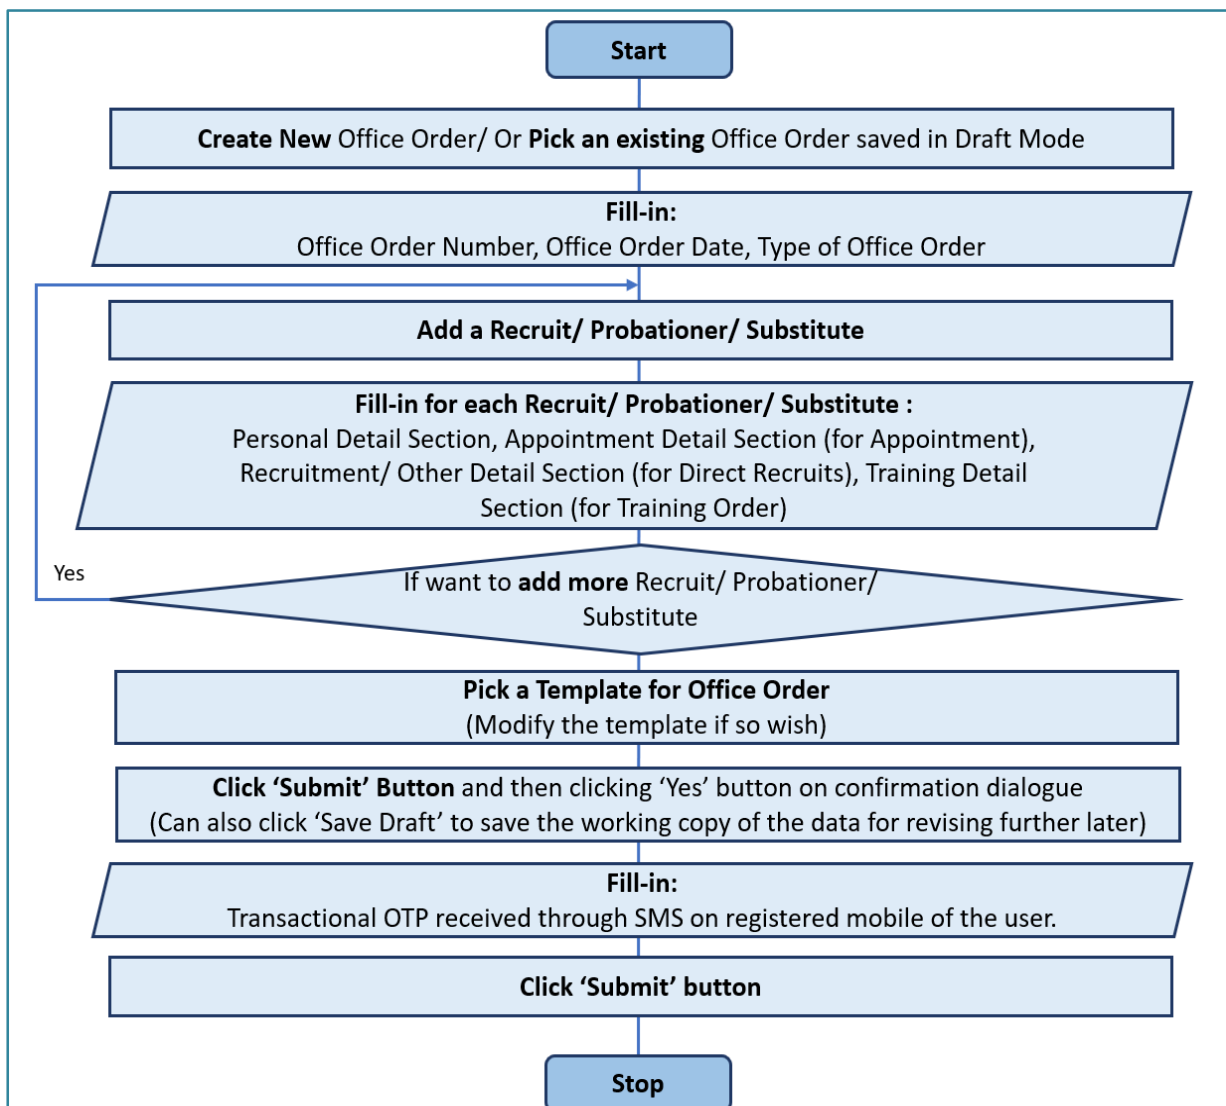 Start
Create New Office Order/ Or Pick an existing Office Order saved in Draft Mode
Fill-in:
Office Order Number, Office Order Date, Type of Office Order
Add a Recruit/ Probationer/ Substitute
Fill-in for each Recruit/ Probationer/ Substitute :
Personal Detail Section, Appointment Detail Section (for Appointment),
Recruitment/ Other Detail Section (for Direct Recruits), Training Detail
Section (for Training Order)
Yes
If want to add more Recruit/ Probationer/
Substitute
Pick a Template for Office Order
(Modify the template if so wish)
Click ‘Submit’ Button and then clicking ‘Yes’ button on confirmation dialogue
(Can also click ‘Save Draft’ to save the working copy of the data for revising further later)
Fill-in:
Transactional OTP received through SMS on registered mobile of the user.
Click ‘Submit’ button
Stop